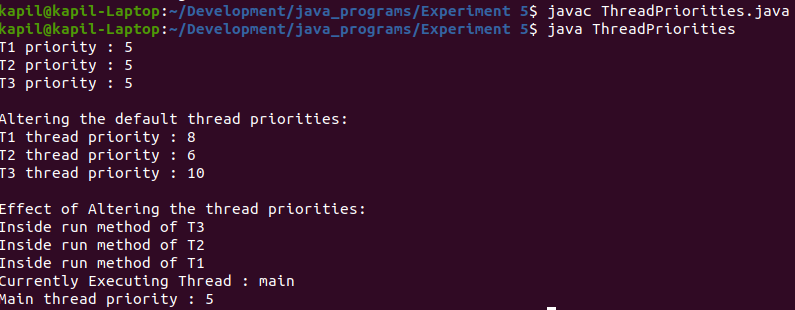 kapil@kapil-Laptop:~/Development/java_programs/Experiment 5$ javac ThreadPriorities.java
kapil@kapil-Laptop:~/Development/java_programs/Experiment 5$ java ThreadPriorities
T1 priority : 5
T2 priority : 5
T3 priority : 5
Altering the default thread priorities:
T1 thread priority : 8
T2 thread priority : 6
T3 thread priority : 10
Effect of Altering the thread priorities:
Inside run method of T3
Inside run method of T2
Inside run method of T1
Currently Executing Thread : main
Main thread priority : 5